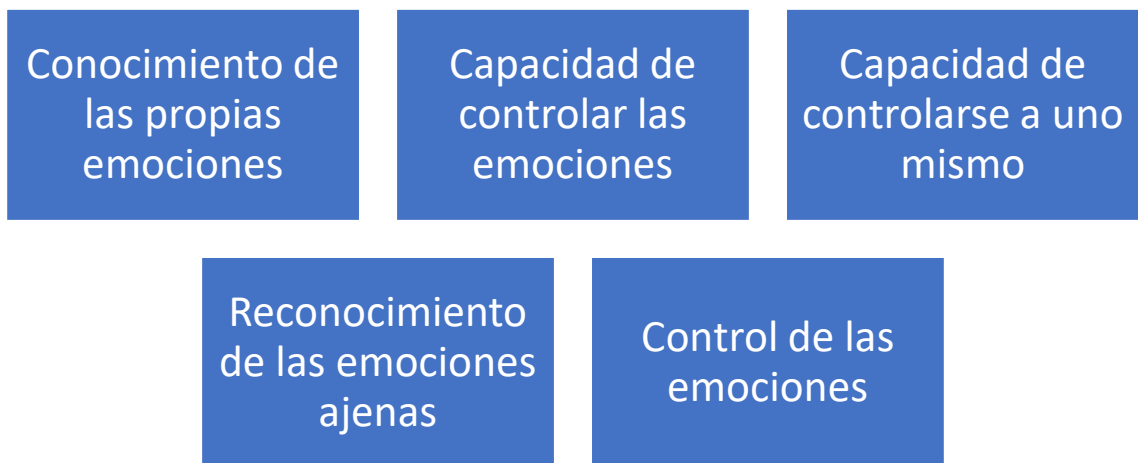 Conocimiento de
las propias
emociones
Capacidad de
controlar las
emociones
Capacidad de
controlarse a uno
mismo
Reconocimiento
de las emociones
ajenas
Control de las
emociones